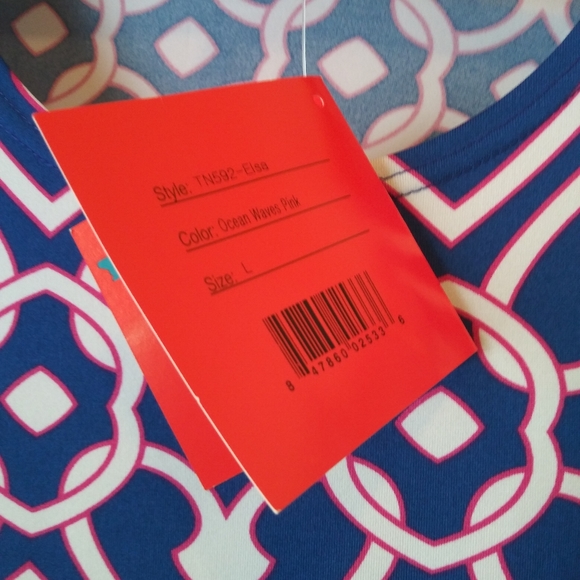 Style: TN592-Elsa
Color: Ocean Waves Pink
Size: L
8 47860 02533 6